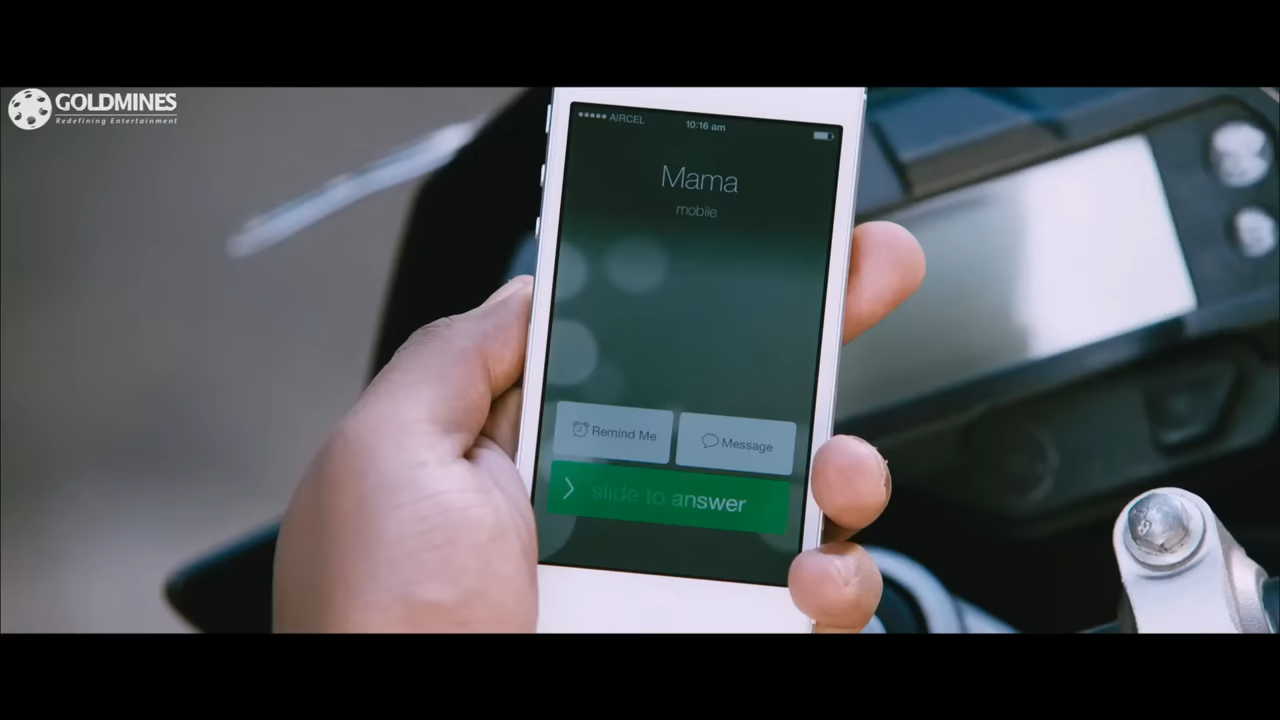 GOLDMINES
Redefining Entertainment
AIRCEL 10:16 am
Mama
mobile
Remind Me
Message
slide to answer